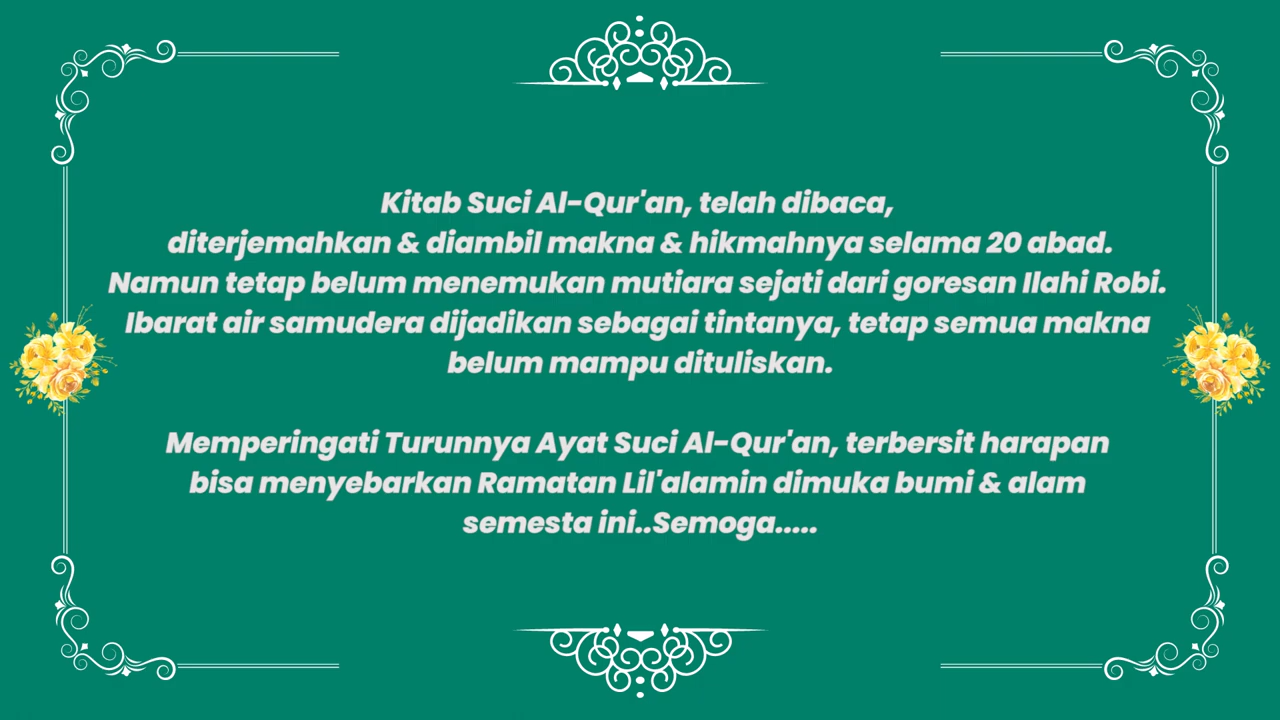 Kitab Suci Al-Qur'an, telah dibaca,
diterjemahkan & diambil makna & hikmahnya selama 20 abad.
Namun tetap belum menemukan mutiara sejati dari goresan Ilahi Robi.
Ibarat air samudera dijadikan sebagai tintanya, tetap semua makna
belum mampu dituliskan.
Memperingati Turunnya Ayat Suci Al-Qur'an, terbersit harapan
bisa menyebarkan Ramatan Lil'alamin dimuka bumi & alam
semesta ini..Semoga.....